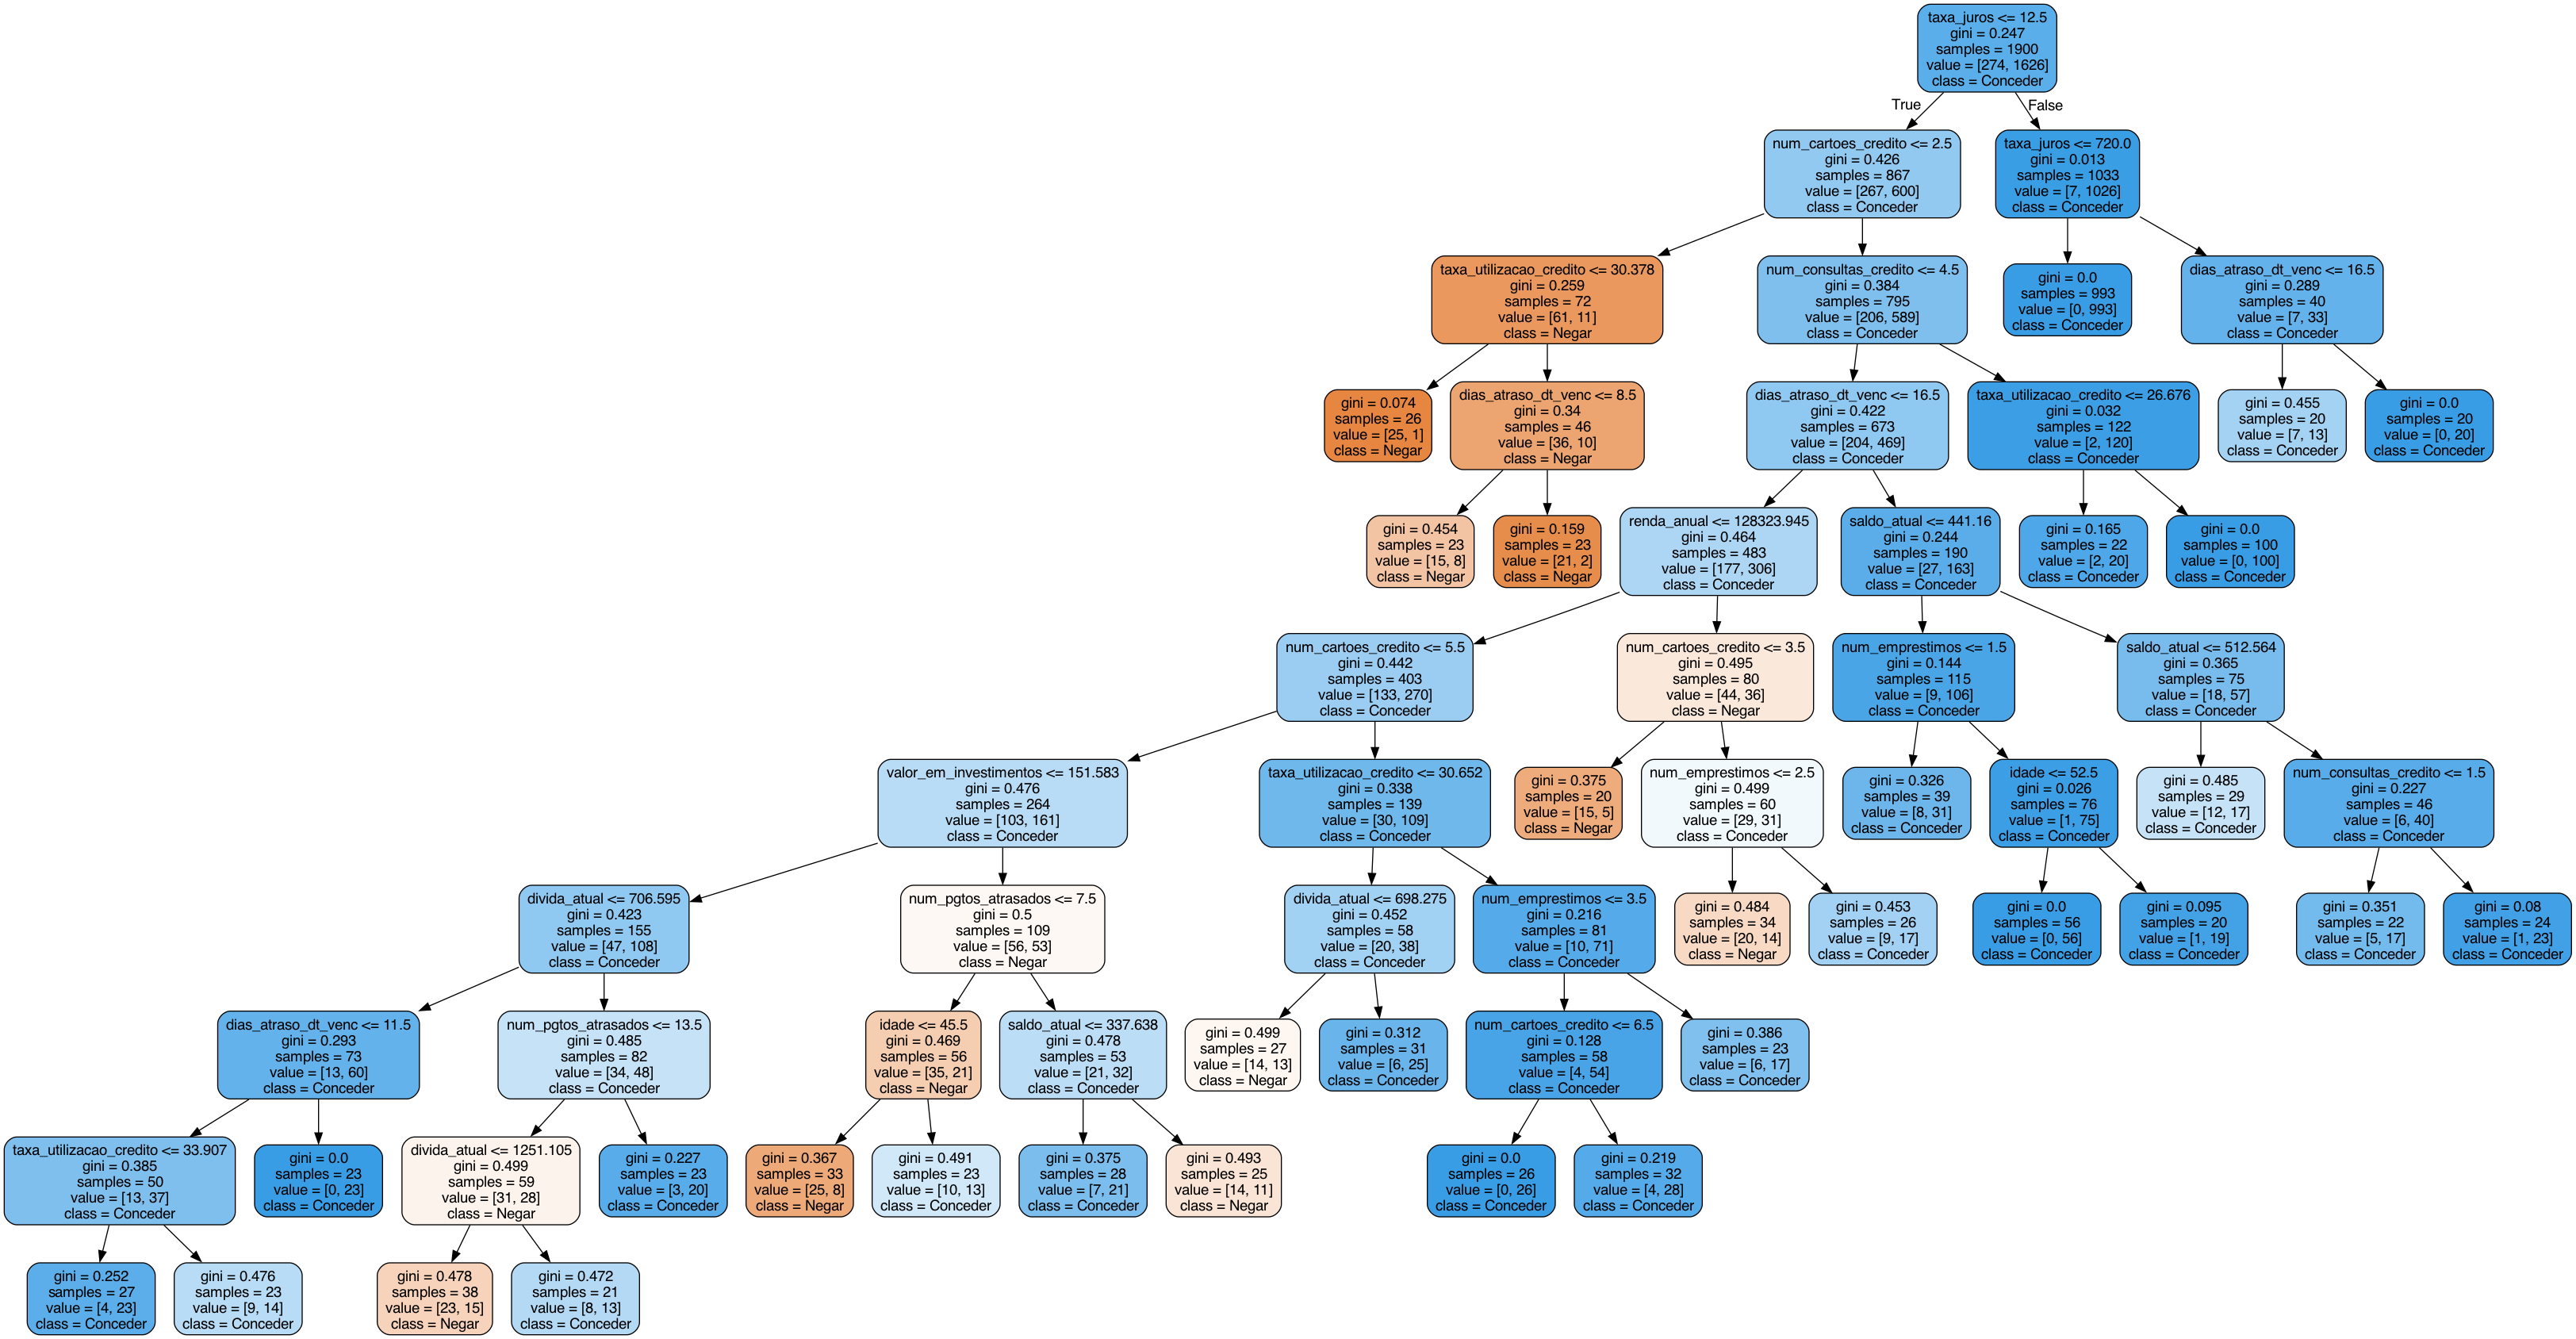 taxa_juros <= 12.5
gini = 0.247
samples = 1900
value = [274, 1626]
class = Conceder
True
False
num_cartoes_credito <= 2.5
gini = 0.426
samples = 867
value = [267, 600]
class = Conceder
taxa_juros <= 720.0
gini = 0.013
samples = 1033
value = [7, 1026]
class = Conceder
taxa_utilizacao_credito <= 30.378
gini = 0.259
samples = 72
value = [61, 11]
class = Negar
num_consultas_credito <= 4.5
gini = 0.384
samples = 795
value = [206, 589]
class = Conceder
gini = 0.0
samples = 993
value = [0, 993]
class = Conceder
dias_atraso_dt_venc <= 16.5
gini = 0.289
samples = 40
value = [7, 33]
class = Conceder
gini = 0.074
samples = 26
value = [25, 1]
class = Negar
dias_atraso_dt_venc <= 8.5
gini = 0.34
samples = 46
value = [36, 10]
class = Negar
dias_atraso_dt_venc <= 16.5
gini = 0.422
samples = 673
value = [204, 469]
class = Conceder
taxa_utilizacao_credito <= 26.676
gini = 0.032
samples = 122
value = [2, 120]
class = Conceder
gini = 0.455
samples = 20
value = [7, 13]
class = Conceder
gini = 0.0
samples = 20
value = [0, 20]
class = Conceder
gini = 0.454
samples = 23
value = [15, 8]
class = Negar
gini = 0.159
samples = 23
value = [21, 2]
class = Negar
renda_anual <= 128323.945
gini = 0.464
samples = 483
value = [177, 306]
class = Conceder
saldo_atual <= 441.16
gini = 0.244
samples = 190
value = [27, 163]
class = Conceder
gini = 0.165
samples = 22
value = [2, 20]
class = Conceder
gini = 0.0
samples = 100
value = [0, 100]
class = Conceder
num_cartoes_credito <= 5.5
gini = 0.442
samples = 403
value = [133, 270]
class = Conceder
num_cartoes_credito <= 3.5
gini = 0.495
samples = 80
value = [44, 36]
class = Negar
num_emprestimos <= 1.5
gini = 0.144
samples = 115
value = [9, 106]
class = Conceder
saldo_atual <= 512.564
gini = 0.365
samples = 75
value = [18, 57]
class = Conceder
valor_em_investimentos <= 151.583
gini = 0.476
samples = 264
value = [103, 161]
class = Conceder
taxa_utilizacao_credito <= 30.652
gini = 0.338
samples = 139
value = [30, 109]
class = Conceder
gini = 0.375
samples = 20
value = [15, 5]
class = Negar
num_emprestimos <= 2.5
gini = 0.499
samples = 60
value = [29, 31]
class = Conceder
gini = 0.326
samples = 39
value = [8, 31]
class = Conceder
idade <= 52.5
gini = 0.026
samples = 76
value = [1, 75]
class = Conceder
gini = 0.485
samples = 29
value = [12, 17]
class = Conceder
num_consultas_credito <= 1.5
gini = 0.227
samples = 46
value = [6, 40]
class = Conceder
divida_atual <= 706.595
gini = 0.423
samples = 155
value = [47, 108]
class = Conceder
num_pgtos_atrasados <= 7.5
gini = 0.5
samples = 109
value = [56, 53]
class = Negar
divida_atual <= 698.275
gini = 0.452
samples = 58
value = [20, 38]
class = Conceder
num_emprestimos <= 3.5
gini = 0.216
samples = 81
value = [10, 71]
class = Conceder
gini = 0.484
samples = 34
value = [20, 14]
class = Negar
gini = 0.453
samples = 26
value = [9, 17]
class = Conceder
gini = 0.0
samples = 56
value = [0, 56]
class = Conceder
gini = 0.095
samples = 20
value = [1, 19]
class = Conceder
gini = 0.351
samples = 22
value = [5, 17]
class = Conceder
gini = 0.08
samples = 24
value = [1, 23]
class = Conceder
dias_atraso_dt_venc <= 11.5
gini = 0.293
samples = 73
value = [13, 60]
class = Conceder
num_pgtos_atrasados <= 13.5
gini = 0.485
samples = 82
value = [34, 48]
class = Conceder
idade <= 45.5
gini = 0.469
samples = 56
value = [35, 21]
class = Negar
saldo_atual <= 337.638
gini = 0.478
samples = 53
value = [21, 32]
class = Conceder
gini = 0.499
samples = 27
value = [14, 13]
class = Negar
gini = 0.312
samples = 31
value = [6, 25]
class = Conceder
num_cartoes_credito <= 6.5
gini = 0.128
samples = 58
value = [4, 54]
class = Conceder
gini = 0.386
samples = 23
value = [6, 17]
class = Conceder
taxa_utilizacao_credito <= 33.907
gini = 0.385
samples = 50
value = [13, 37]
class = Conceder
gini = 0.0
samples = 23
value = [0, 23]
class = Conceder
divida_atual <= 1251.105
gini = 0.499
samples = 59
value = [31, 28]
class = Negar
gini = 0.227
samples = 23
value = [3, 20]
class = Conceder
gini = 0.367
samples = 33
value = [25, 8]
class = Negar
gini = 0.491
samples = 23
value = [10, 13]
class = Conceder
gini = 0.375
samples = 28
value = [7, 21]
class = Conceder
gini = 0.493
samples = 25
value = [14, 11]
class = Negar
gini = 0.0
samples = 26
value = [0, 26]
class = Conceder
gini = 0.219
samples = 32
value = [4, 28]
class = Conceder
gini = 0.252
samples = 27
value = [4, 23]
class = Conceder
gini = 0.476
samples = 23
value = [9, 14]
class = Conceder
gini = 0.478
samples = 38
value = [23, 15]
class = Negar
gini = 0.472
samples = 21
value = [8, 13]
class = Conceder